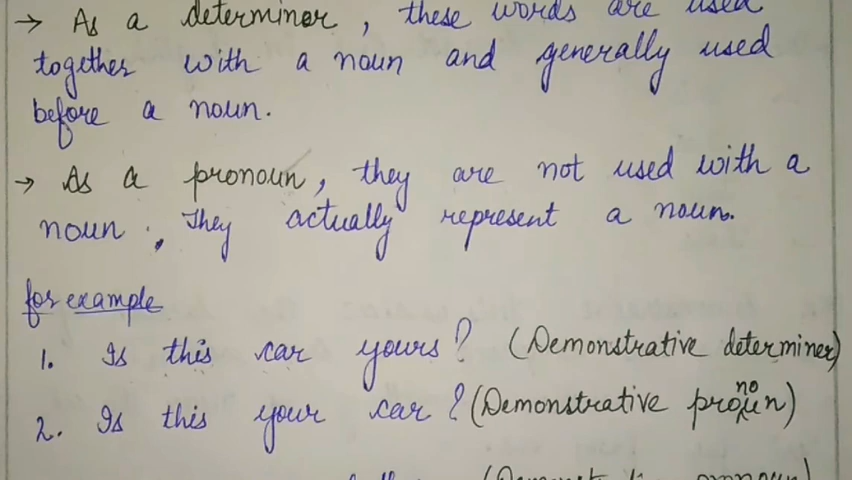 → As a determiner, these words are used
together with a noun and generally used
before a noun.
→ As a pronoun, they are not used with a
noun. They actually represent a noun.
for example
1. Is this car yours? (Demonstrative determiner)
2. Is this your car? (Demonstrative pronoun)